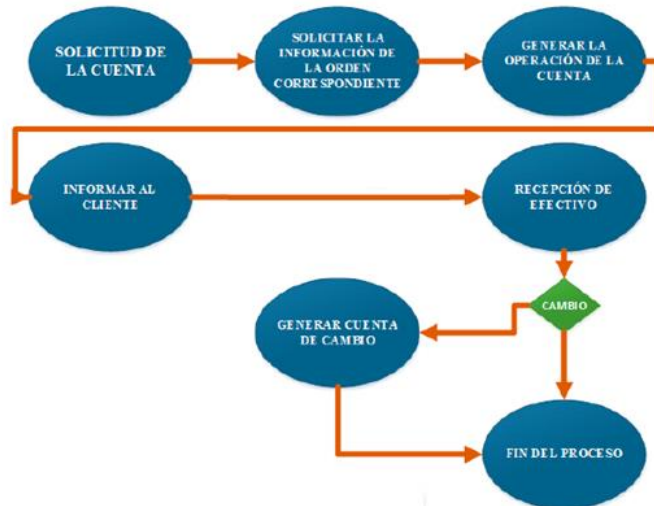 SOLICITUD DE
LA CUENTA
SOLICITAR LA
INFORMACIÓN DE
LA ORDEN
CORRESPONDIENTE
GENERAR LA
OPERACIÓN DE LA
CUENTA
INFORMAR AL
CLIENTE
RECEPCIÓN DE
EFECTIVO
CAMBIO
GENERAR CUENTA
DE CAMBIO
FIN DEL PROCESO